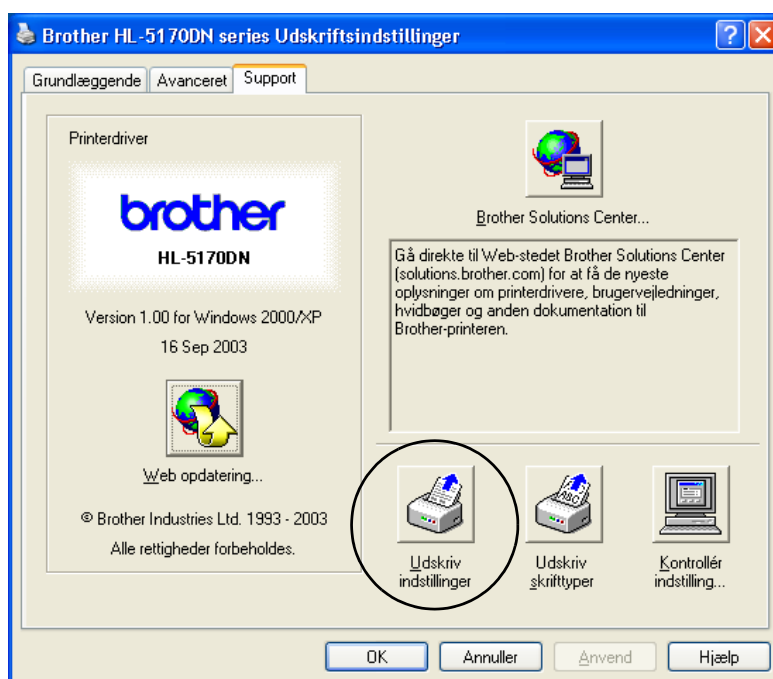 Brother HL-5170DN series Udskriftsindstillinger
Grundlæggende Avanceret Support
Printerdriver
brother
HL-5170DN
Version 1.00 for Windows 2000/XP
16 Sep 2003
Web opdatering...
© Brother Industries Ltd. 1993 - 2003
Alle rettigheder forbeholdes.
Brother Solutions Center...
Gå direkte til Web-stedet Brother Solutions Center
(solutions.brother.com) for at få de nyeste
oplysninger om printerdrivere, brugervejledninger,
hvidbøger og anden dokumentation til
Brother-printeren.
ABC
Udskriv
indstillinger
Udskriv
skrifttyper
Kontrollér
indstilling...
OK Annuller Anvend Hjælp